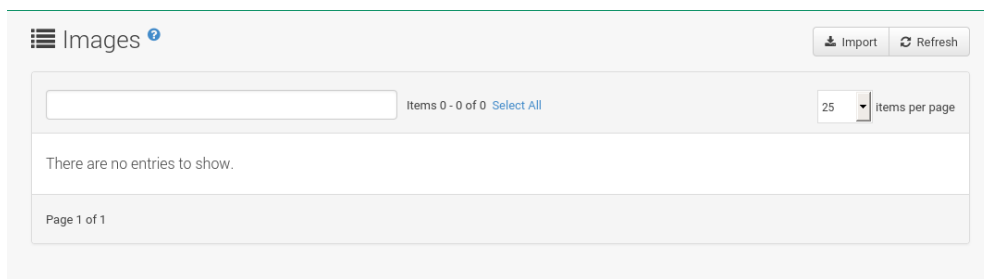 Images ?
Import Refresh
Items 0 - 0 of 0 Select All
25 items per page
There are no entries to show.
Page 1 of 1